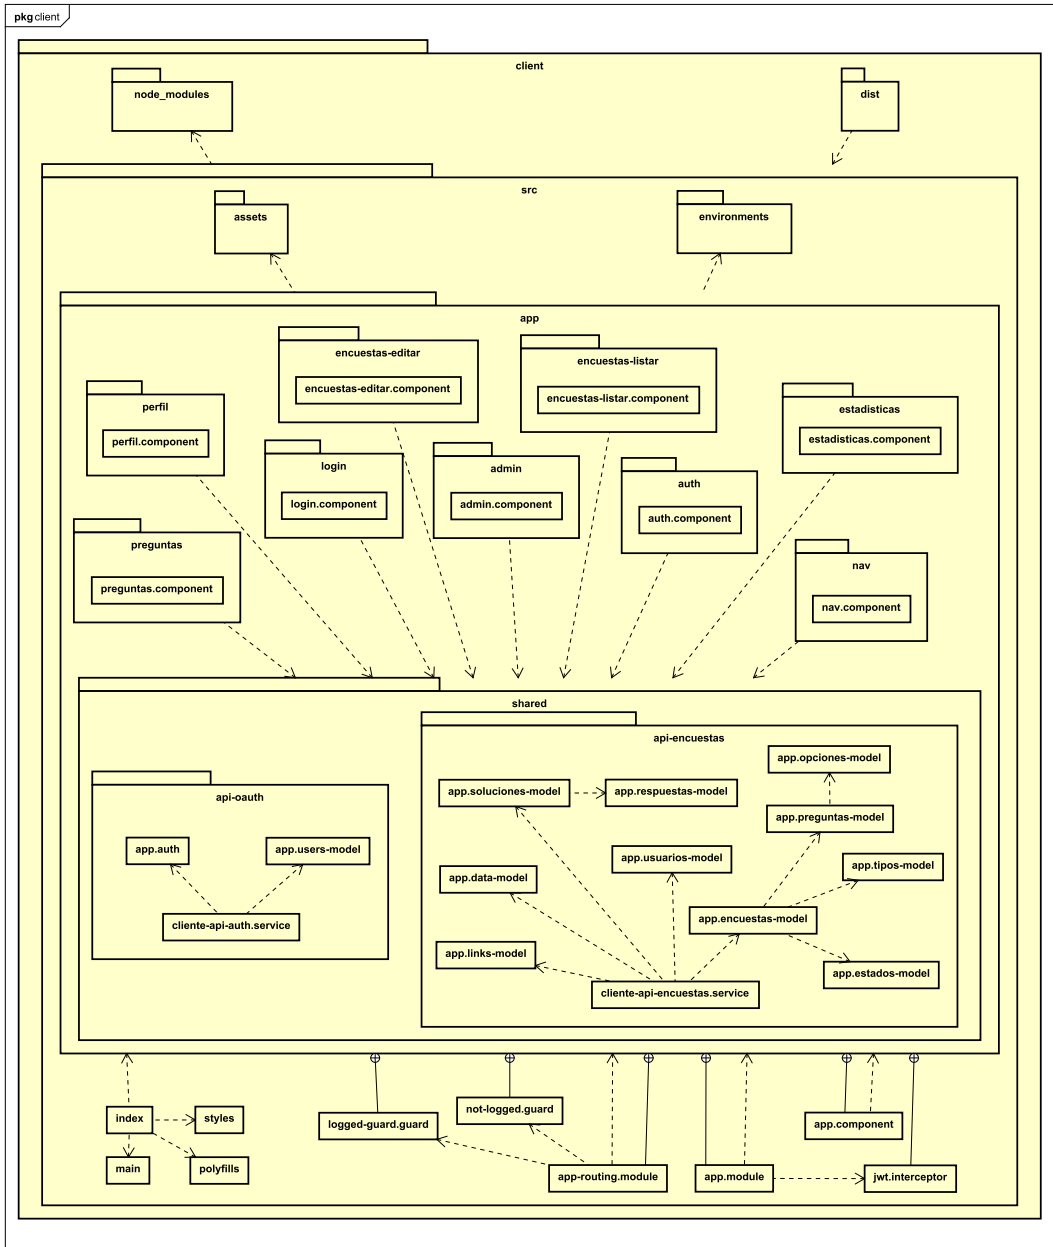 pkg client
client
node_modules
dist
src
assets
environments
app
encuestas-editar
encuestas-editar.component
encuestas-listar
encuestas-listar.component
perfil
perfil.component
estadisticas
estadisticas.component
login
login.component
admin
admin.component
auth
auth.component
preguntas
preguntas.component
nav
nav.component
shared
api-encuestas
app.opciones-model
app.soluciones-model
app.respuestas-model
app.preguntas-model
api-oauth
app.auth
app.users-model
app.usuarios-model
app.tipos-model
app.data-model
app.encuestas-model
cliente-api-auth.service
app.links-model
app.estados-model
cliente-api-encuestas.service
index
styles
main
polyfills
logged-guard.guard
not-logged.guard
app.component
app-routing.module
app.module
jwt.interceptor